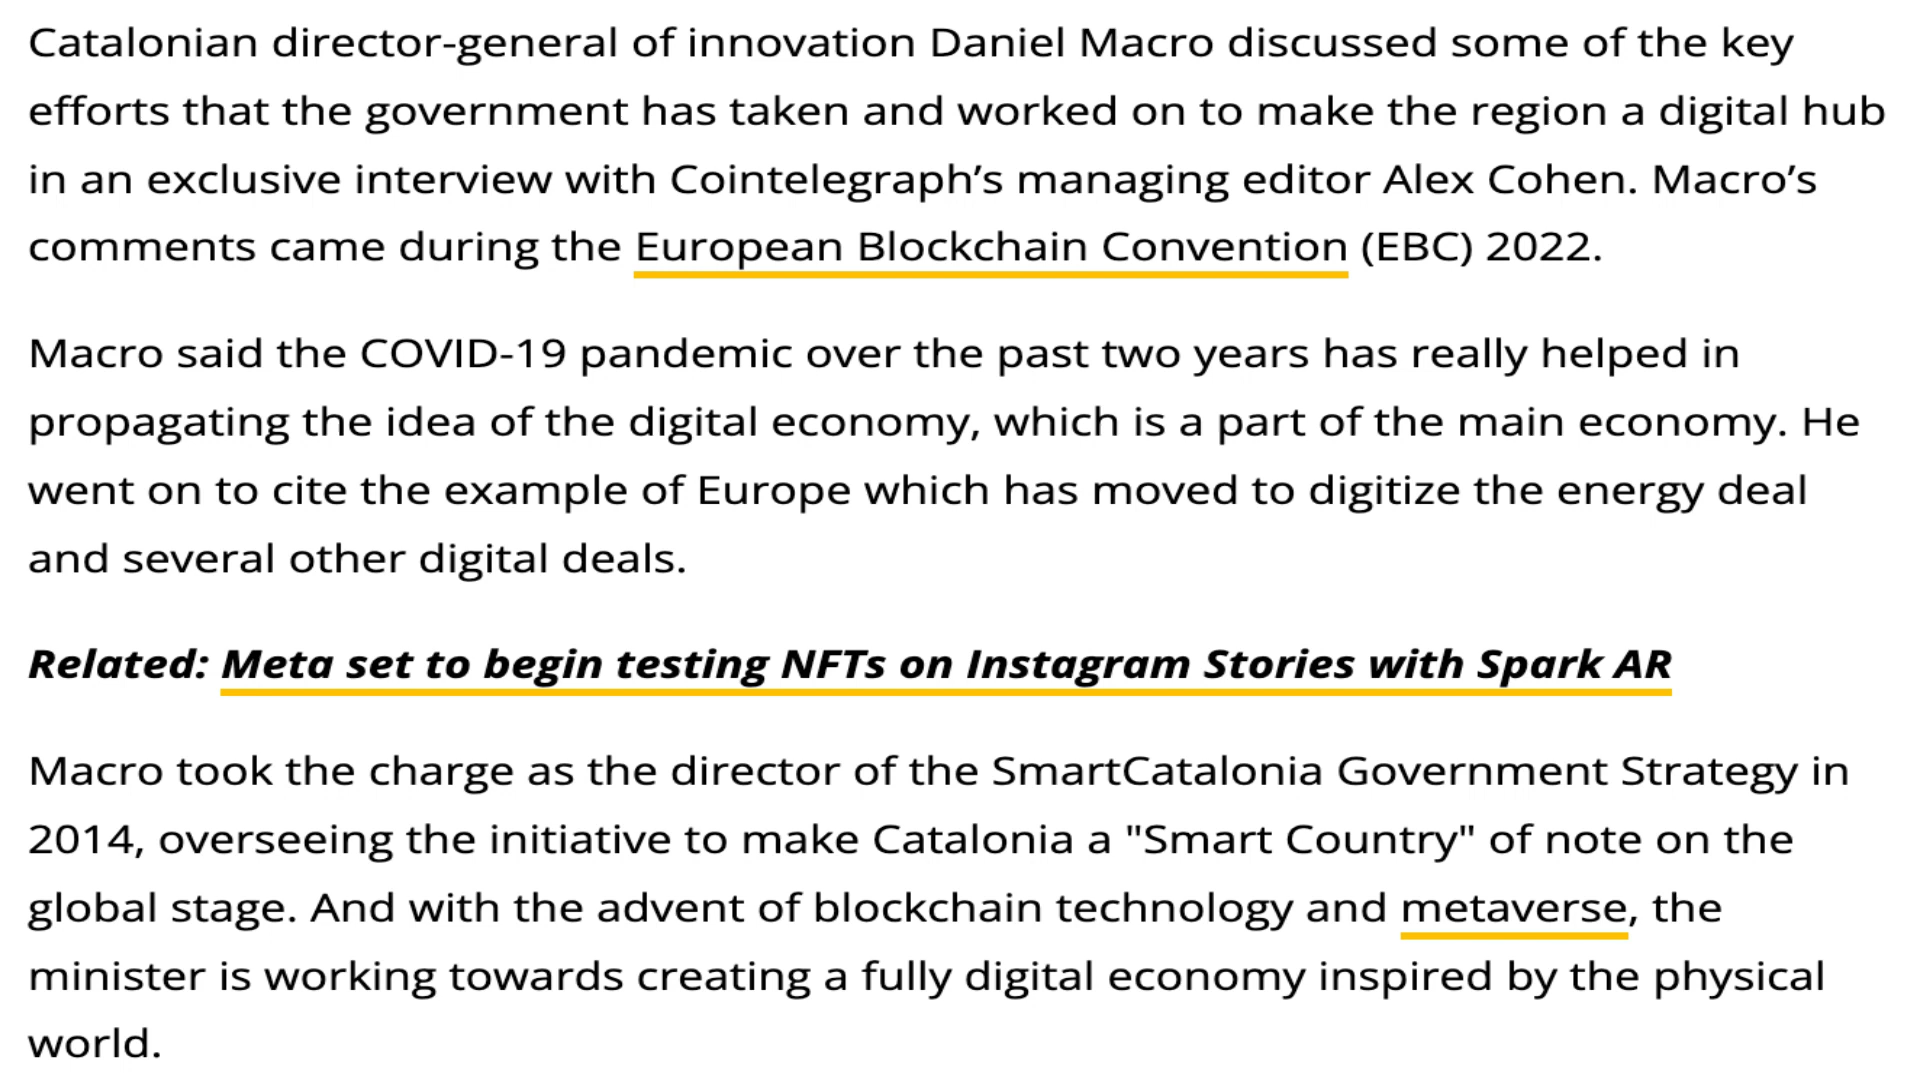 Catalonian director-general of innovation Daniel Macro discussed some of the key
efforts that the government has taken and worked on to make the region a digital hub
in an exclusive interview with Cointelegraph’s managing editor Alex Cohen. Macro’s
comments came during the European Blockchain Convention (EBC) 2022.
Macro said the COVID-19 pandemic over the past two years has really helped in
propagating the idea of the digital economy, which is a part of the main economy. He
went on to cite the example of Europe which has moved to digitize the energy deal
and several other digital deals.
Related: Meta set to begin testing NFTs on Instagram Stories with Spark AR
Macro took the charge as the director of the SmartCatalonia Government Strategy in
2014, overseeing the initiative to make Catalonia a "Smart Country" of note on the
global stage. And with the advent of blockchain technology and metaverse, the
minister is working towards creating a fully digital economy inspired by the physical
world.